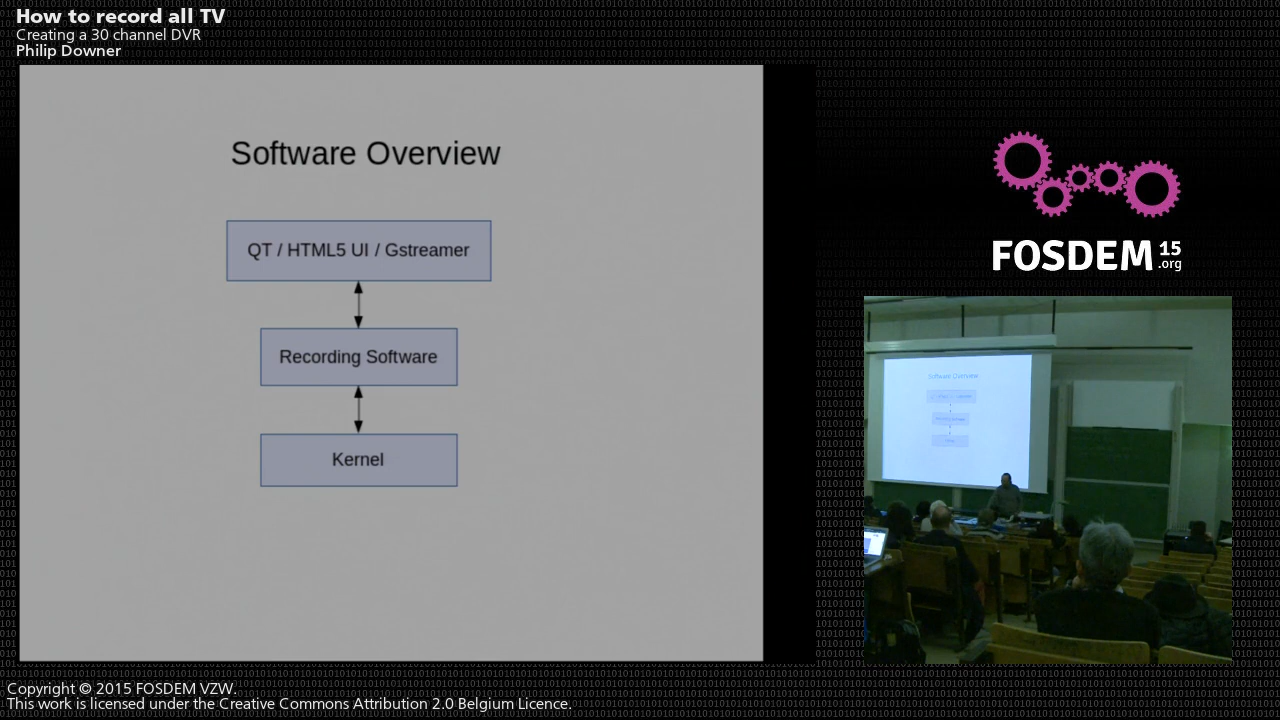 How to record all TV
Creating a 30 channel DVR
Philip Downer
Software Overview
QT / HTML5 UI / Gstreamer
Recording Software
Kernel
FOSDEM 15
.org
Software Overview
Copyright © 2015 FOSDEM VZW.
This work is licensed under the Creative Commons Attribution 2.0 Belgium Licence.